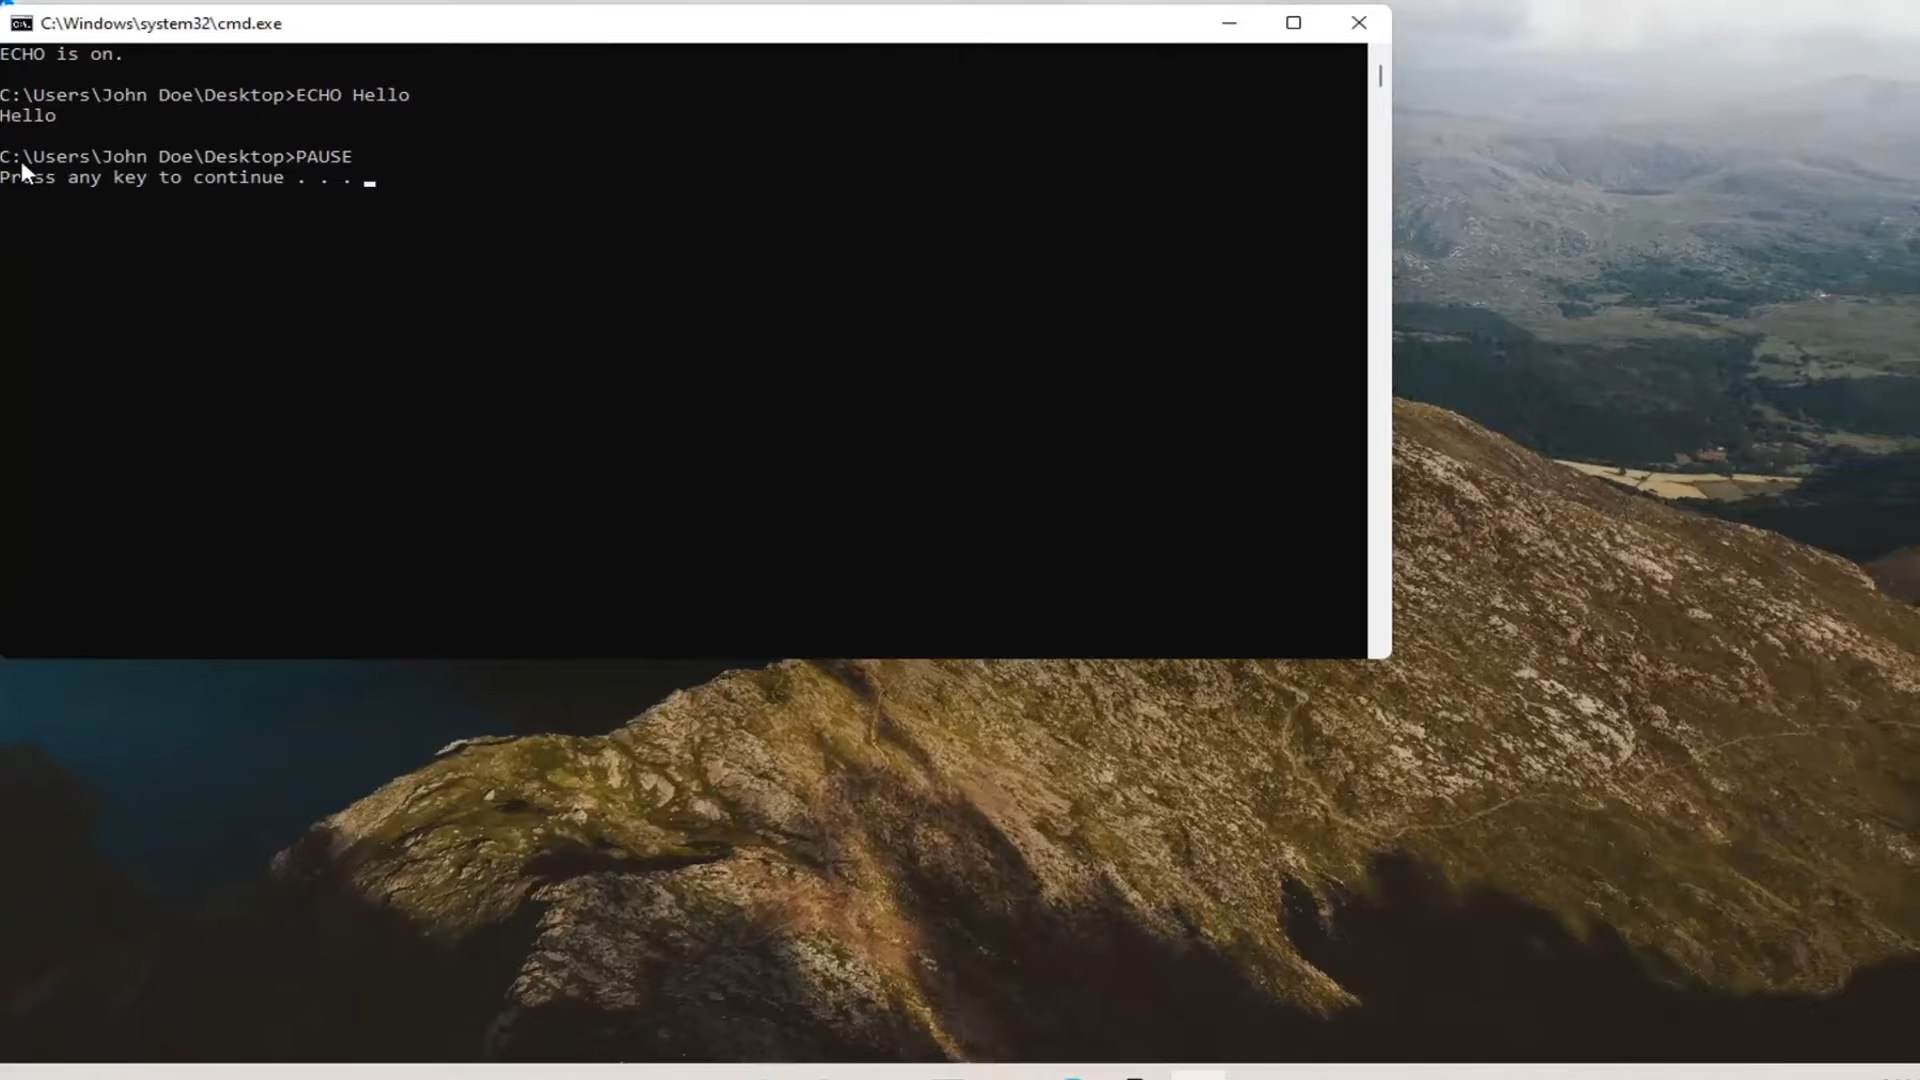 C:\Windows\system32\cmd.exe
ECHO is on.
C:\Users\John Doe\Desktop>ECHO Hello
Hello
C:\Users\John Doe\Desktop>PAUSE
Press any key to continue . . .